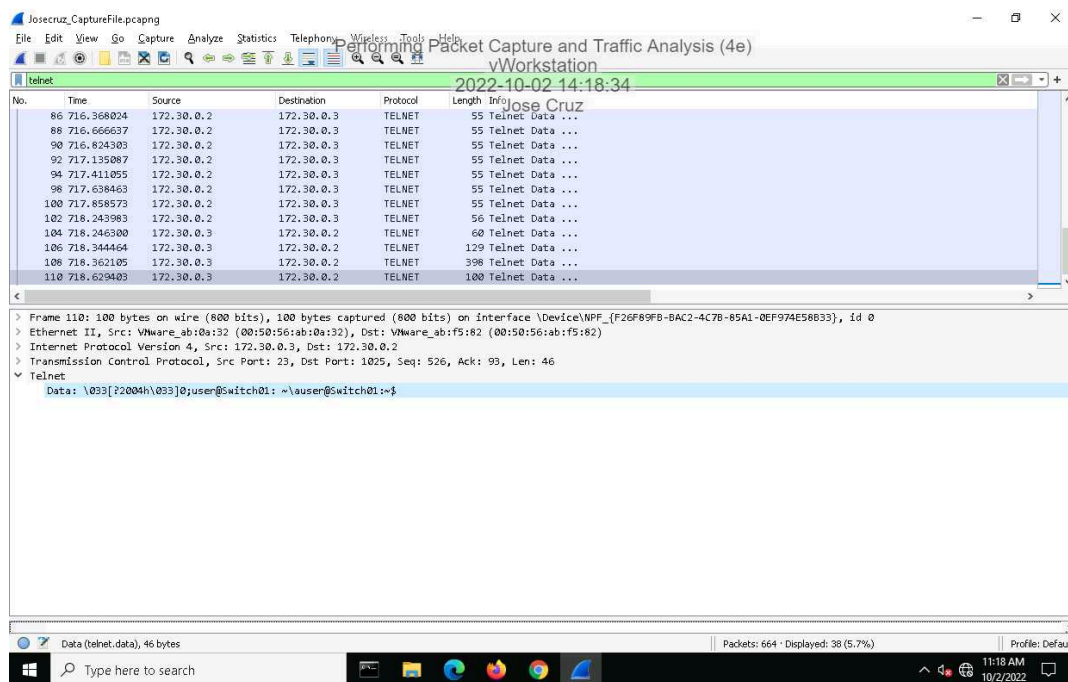 Josecruz_CaptureFile.pcapng
File Edit View Go Capture Analyze Statistics Telephony Wireless Tools Help
Performing Packet Capture and Traffic Analysis (4e)
vWorkstation
2022-10-02 14:18:34
Jose Cruz
telnet
No. Time Source Destination Protocol Length Info
86 716.368024 172.30.0.2 172.30.0.3 TELNET 55 Telnet Data ...
88 716.666637 172.30.0.2 172.30.0.3 TELNET 55 Telnet Data ...
90 716.824303 172.30.0.2 172.30.0.3 TELNET 55 Telnet Data ...
92 717.135087 172.30.0.2 172.30.0.3 TELNET 55 Telnet Data ...
94 717.411055 172.30.0.2 172.30.0.3 TELNET 55 Telnet Data ...
98 717.638463 172.30.0.2 172.30.0.3 TELNET 55 Telnet Data ...
100 717.858573 172.30.0.2 172.30.0.3 TELNET 55 Telnet Data ...
102 718.243983 172.30.0.2 172.30.0.3 TELNET 56 Telnet Data ...
104 718.246300 172.30.0.3 172.30.0.2 TELNET 60 Telnet Data ...
106 718.344464 172.30.0.3 172.30.0.2 TELNET 129 Telnet Data ...
108 718.362105 172.30.0.3 172.30.0.2 TELNET 398 Telnet Data ...
110 718.629403 172.30.0.3 172.30.0.2 TELNET 100 Telnet Data ...
Frame 110: 100 bytes on wire (800 bits), 100 bytes captured (800 bits) on interface \Device\NPF_{F26F89FB-BAC2-4C7B-85A1-0EF974E58B33}, id 0
Ethernet II, Src: VMware_ab:0a:32 (00:50:56:ab:0a:32), Dst: VMware_ab:f5:82 (00:50:56:ab:f5:82)
Internet Protocol Version 4, Src: 172.30.0.3, Dst: 172.30.0.2
Transmission Control Protocol, Src Port: 23, Dst Port: 1025, Seq: 526, Ack: 93, Len: 46
Telnet
Data: \033[?2004h\033]0;user@Switch01: ~\auser@Switch01:~$
Data (telnet.data), 46 bytes
Packets: 664 · Displayed: 38 (5.7%)
Profile: Defau
Type here to search
11:18 AM
10/2/2022